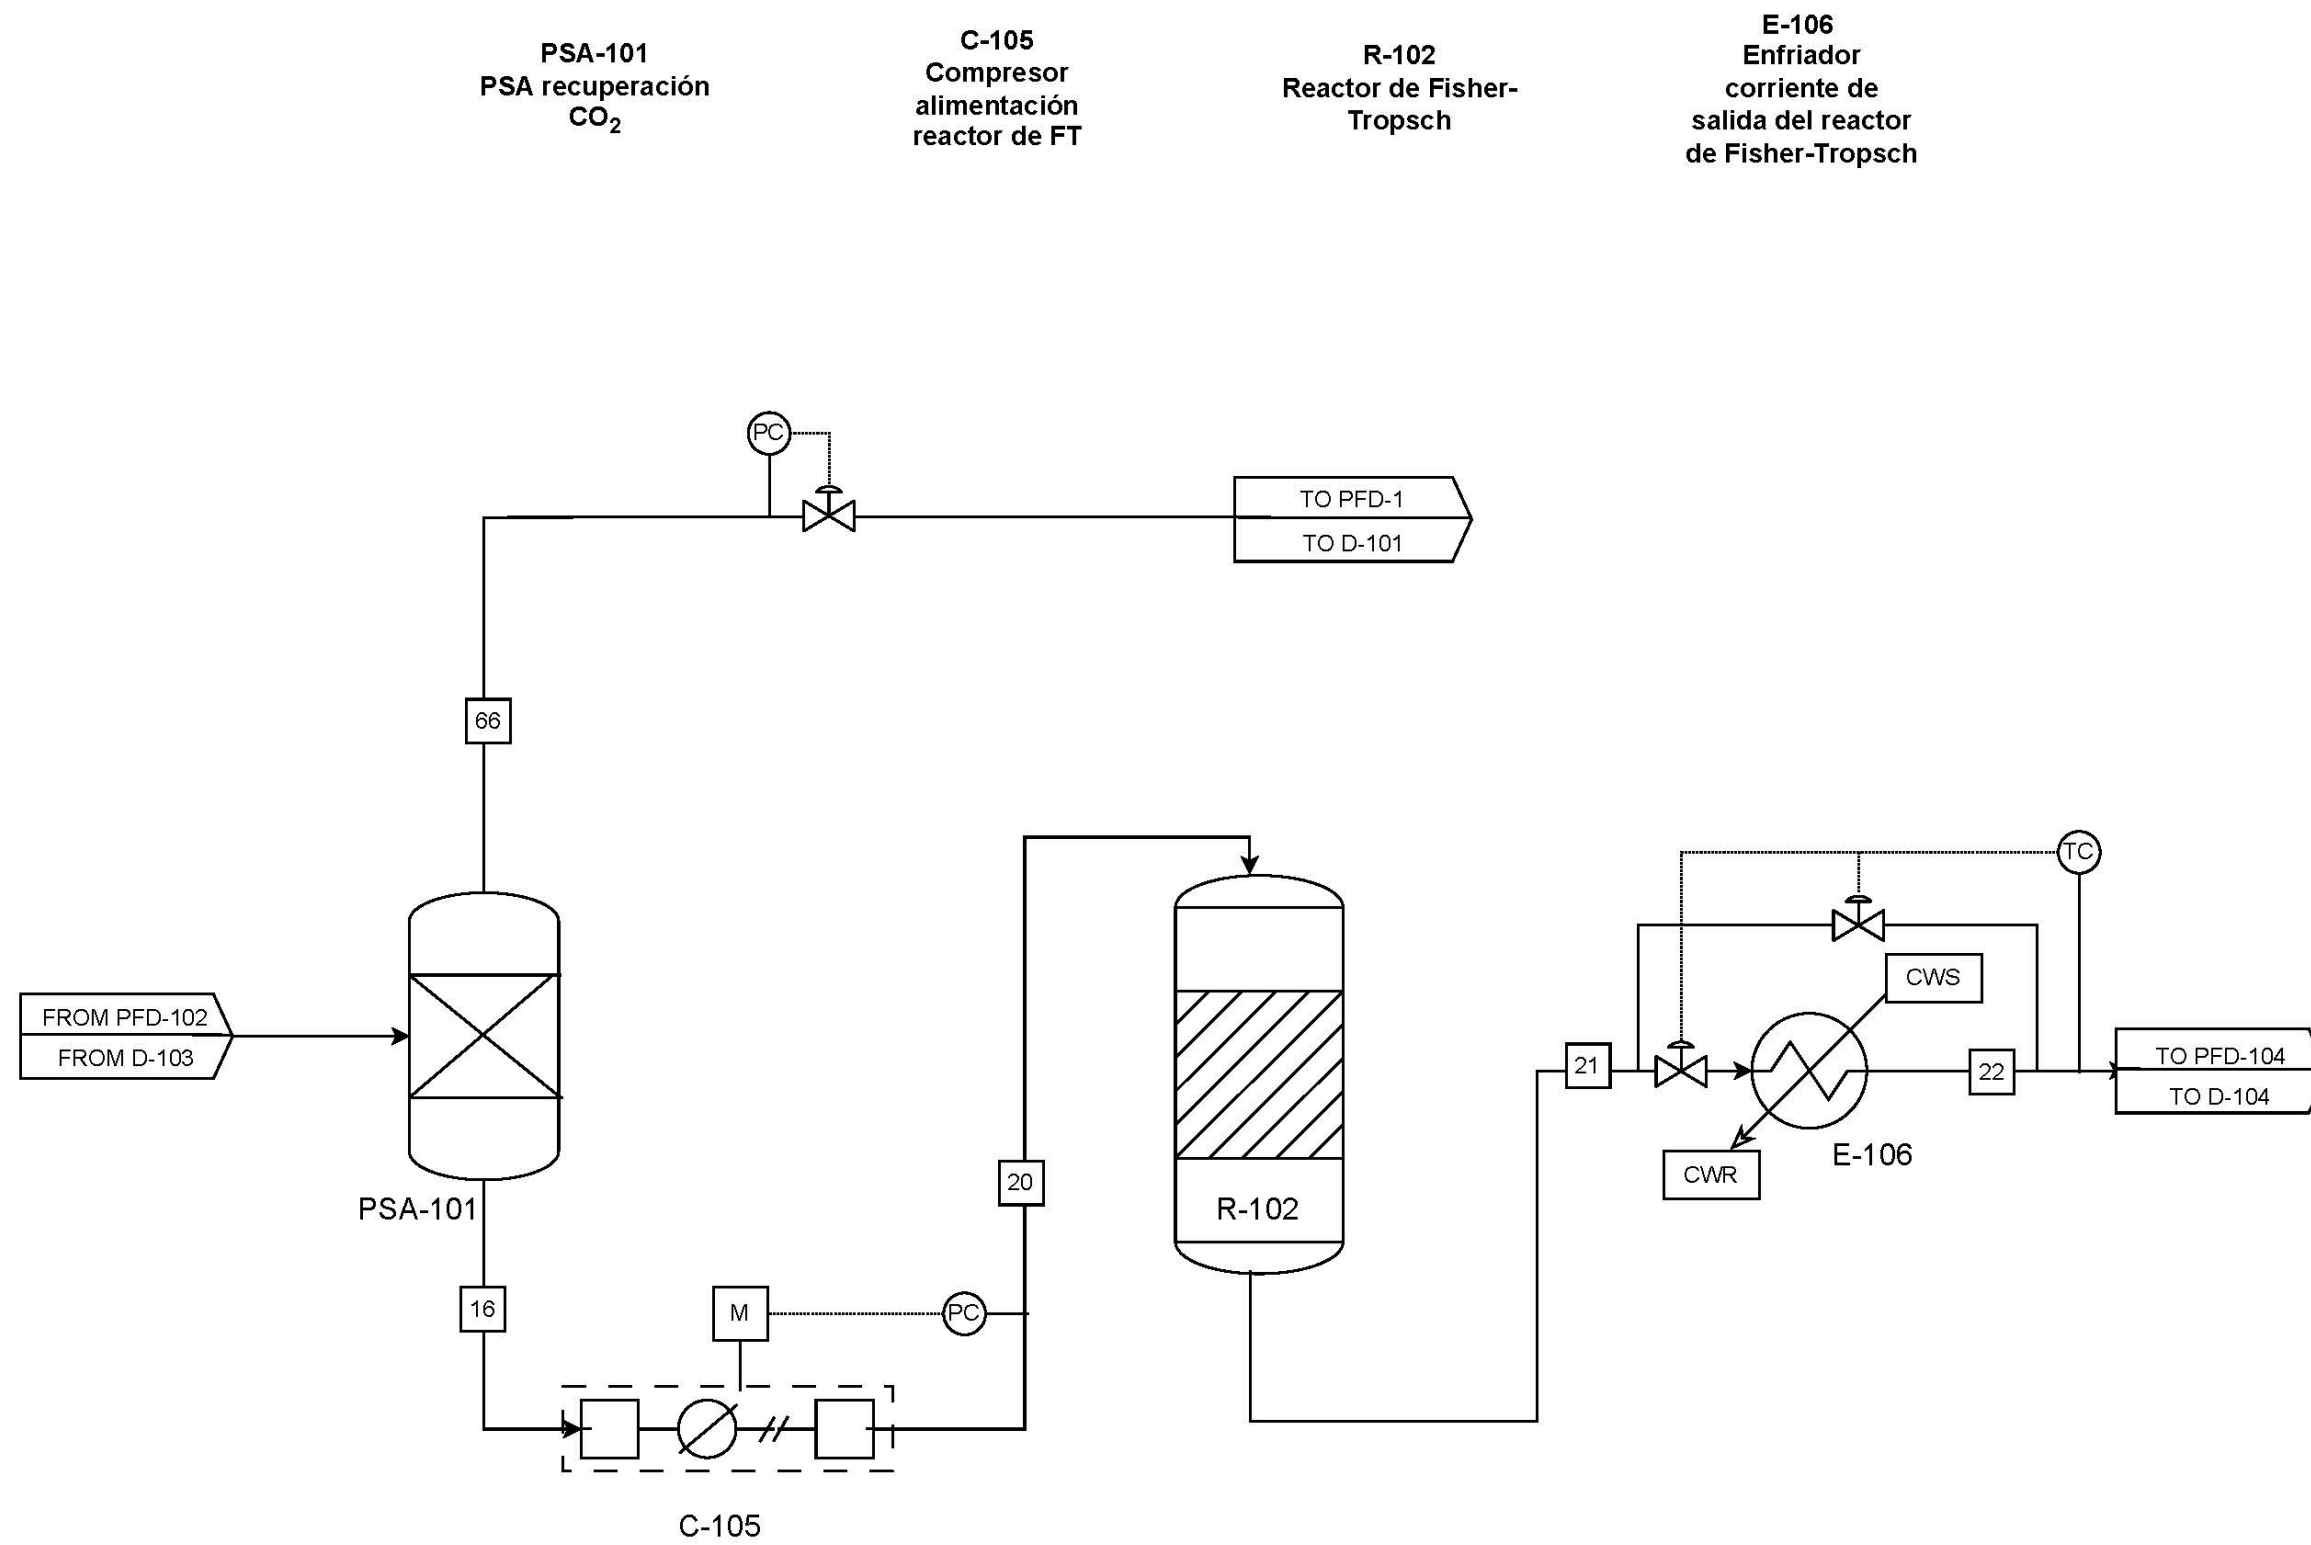 PSA-101
PSA recuperación
CO2
C-105
Compresor
alimentación
reactor de FT
R-102
Reactor de Fisher-
Tropsch
E-106
Enfriador
corriente de
salida del reactor
de Fisher-Tropsch
PC
TO PFD-1
TO D-101
66
TC
CWS
FROM PFD-102
FROM D-103
21
22
TO PFD-104
TO D-104
E-106
CWR
20
PSA-101
R-102
16
M
PC
C-105